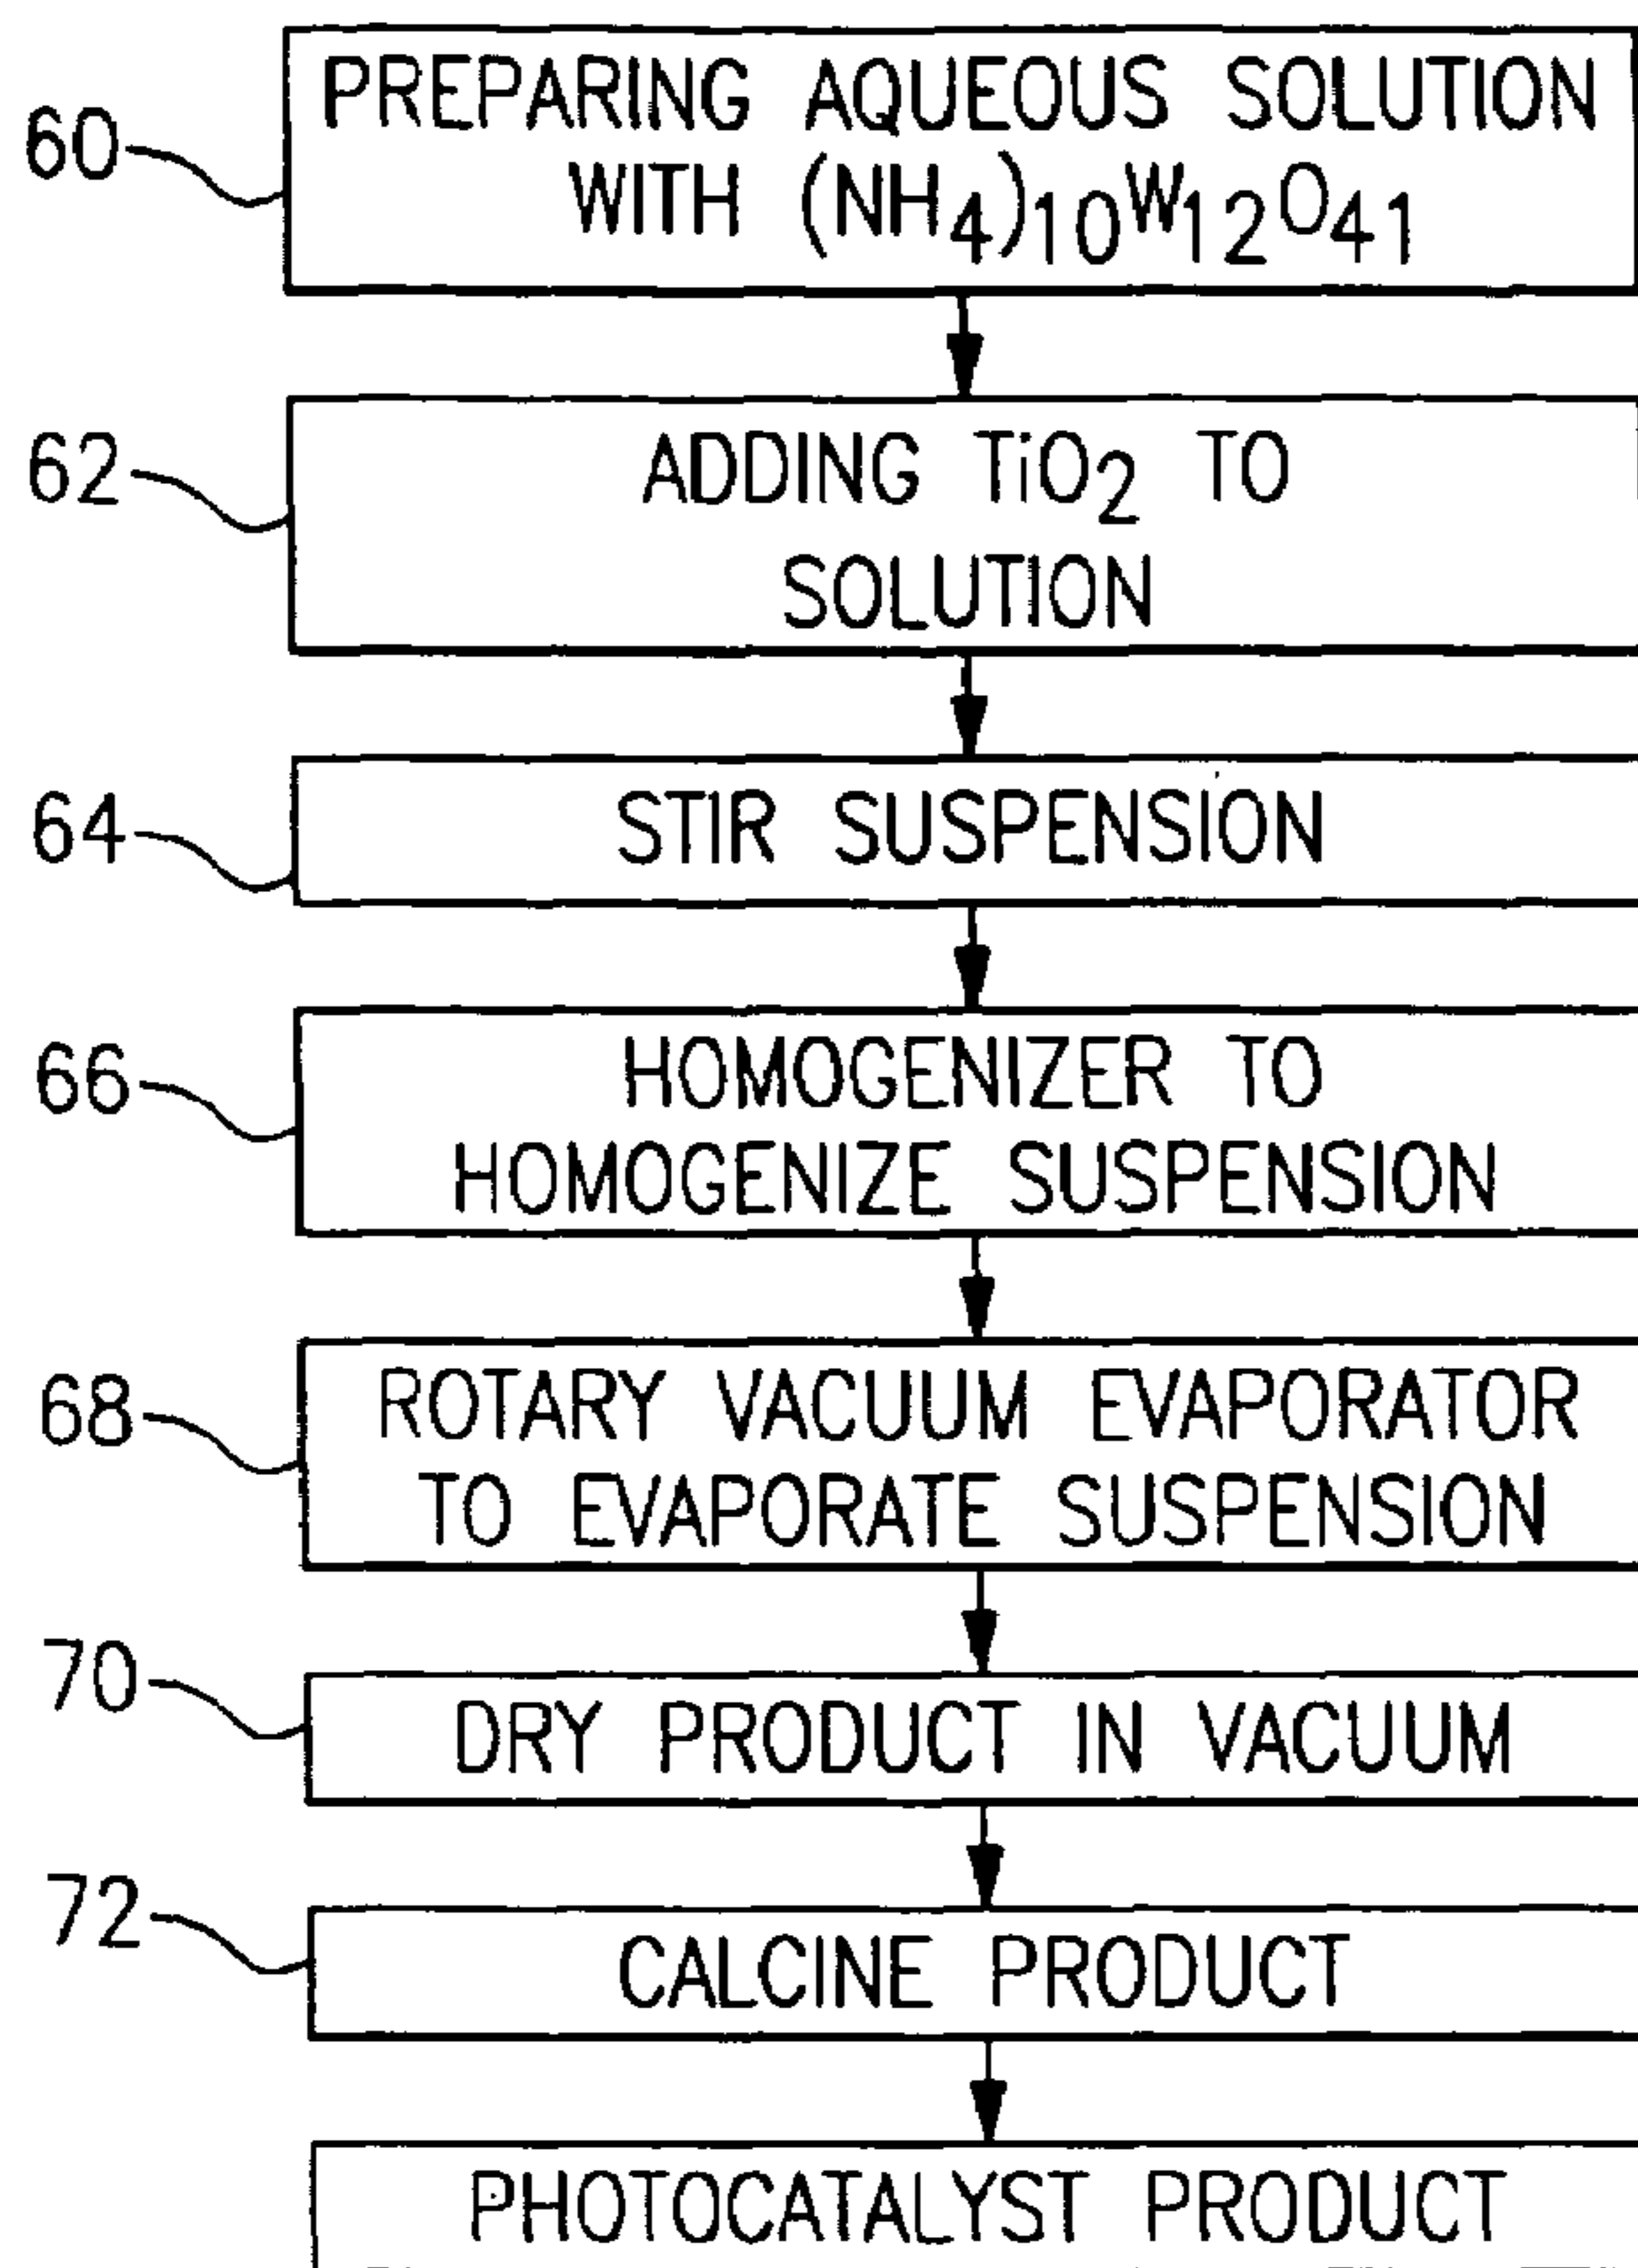 60
PREPARING AQUEOUS SOLUTION
WITH (NH4)10W12O41
62
ADDING TiO2 TO
SOLUTION
64
STIR SUSPENSION
66
HOMOGENIZER TO
HOMOGENIZE SUSPENSION
68
ROTARY VACUUM EVAPORATOR
TO EVAPORATE SUSPENSION
70
DRY PRODUCT IN VACUUM
72
CALCINE PRODUCT
PHOTOCATALYST PRODUCT